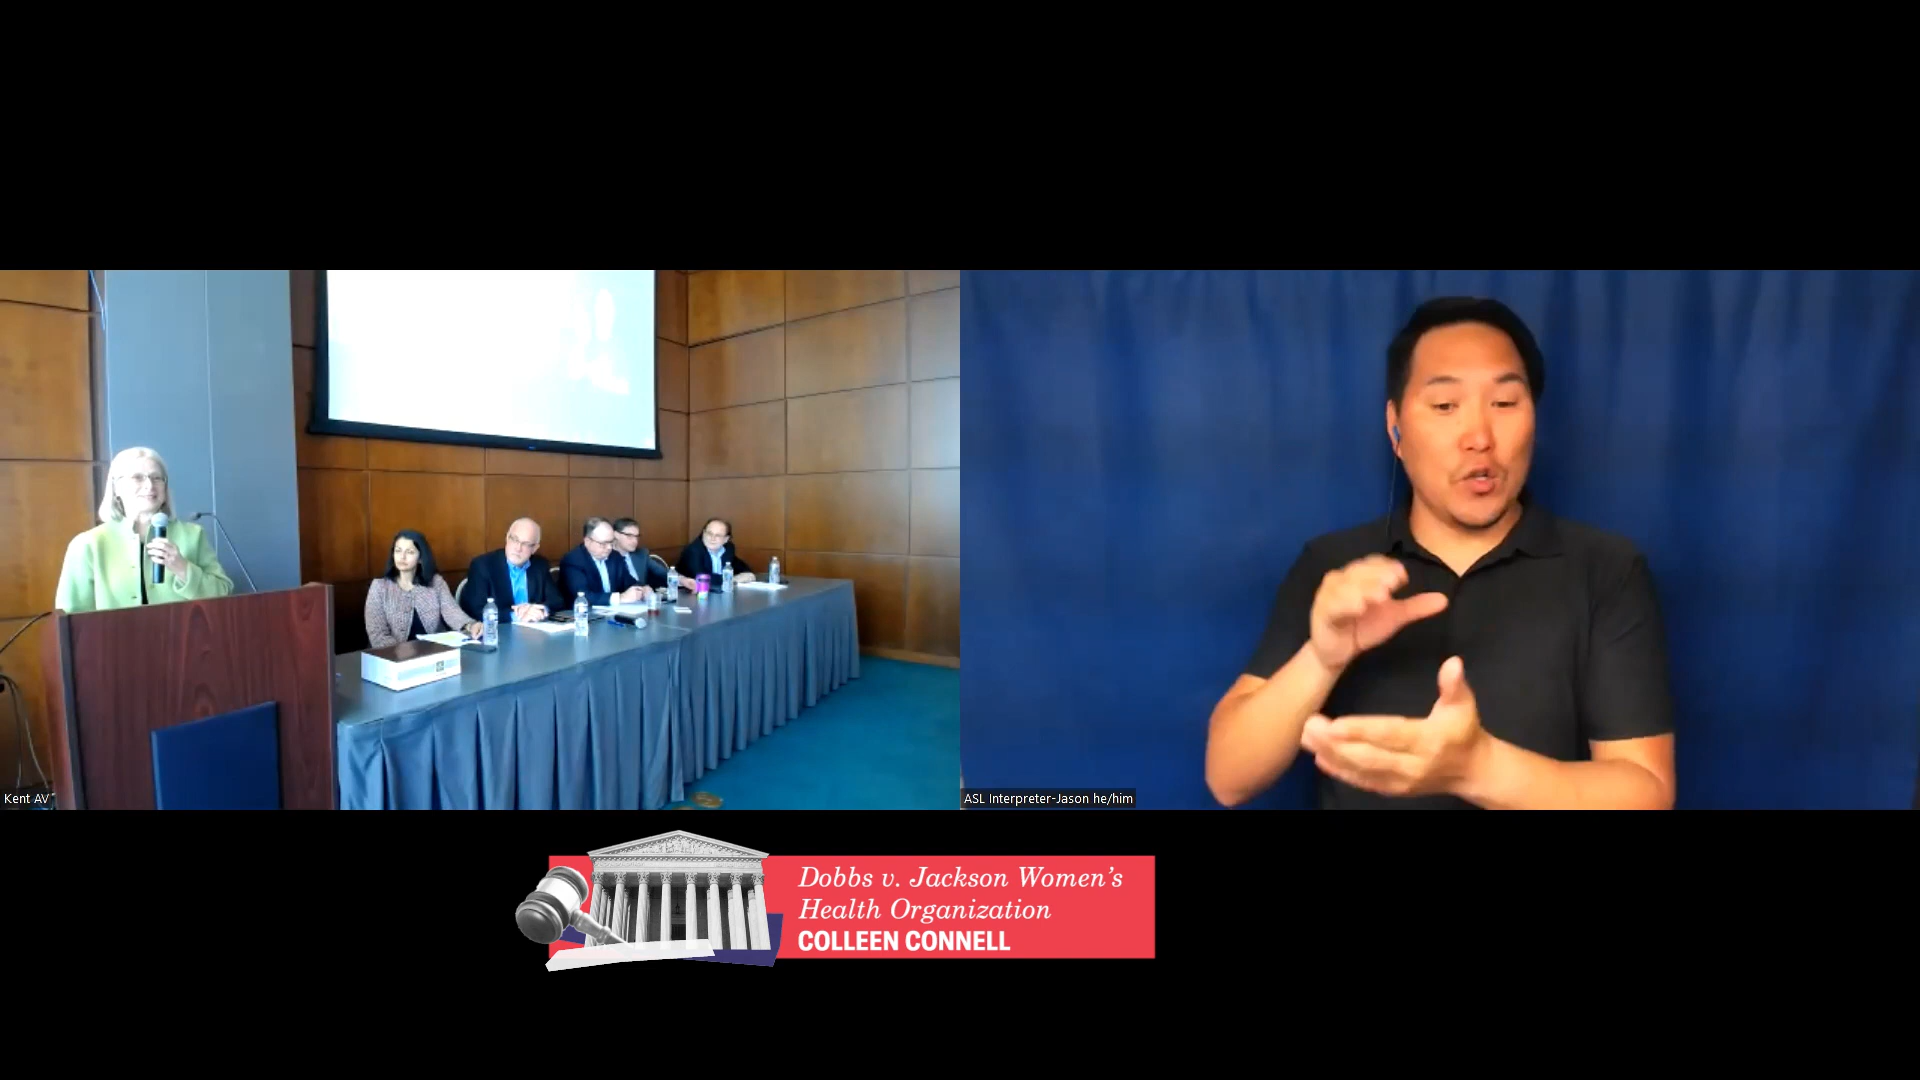 Kent AV
ASL Interpreter-Jason he/him
Dobbs v. Jackson Women's
Health Organization
COLLEEN CONNELL